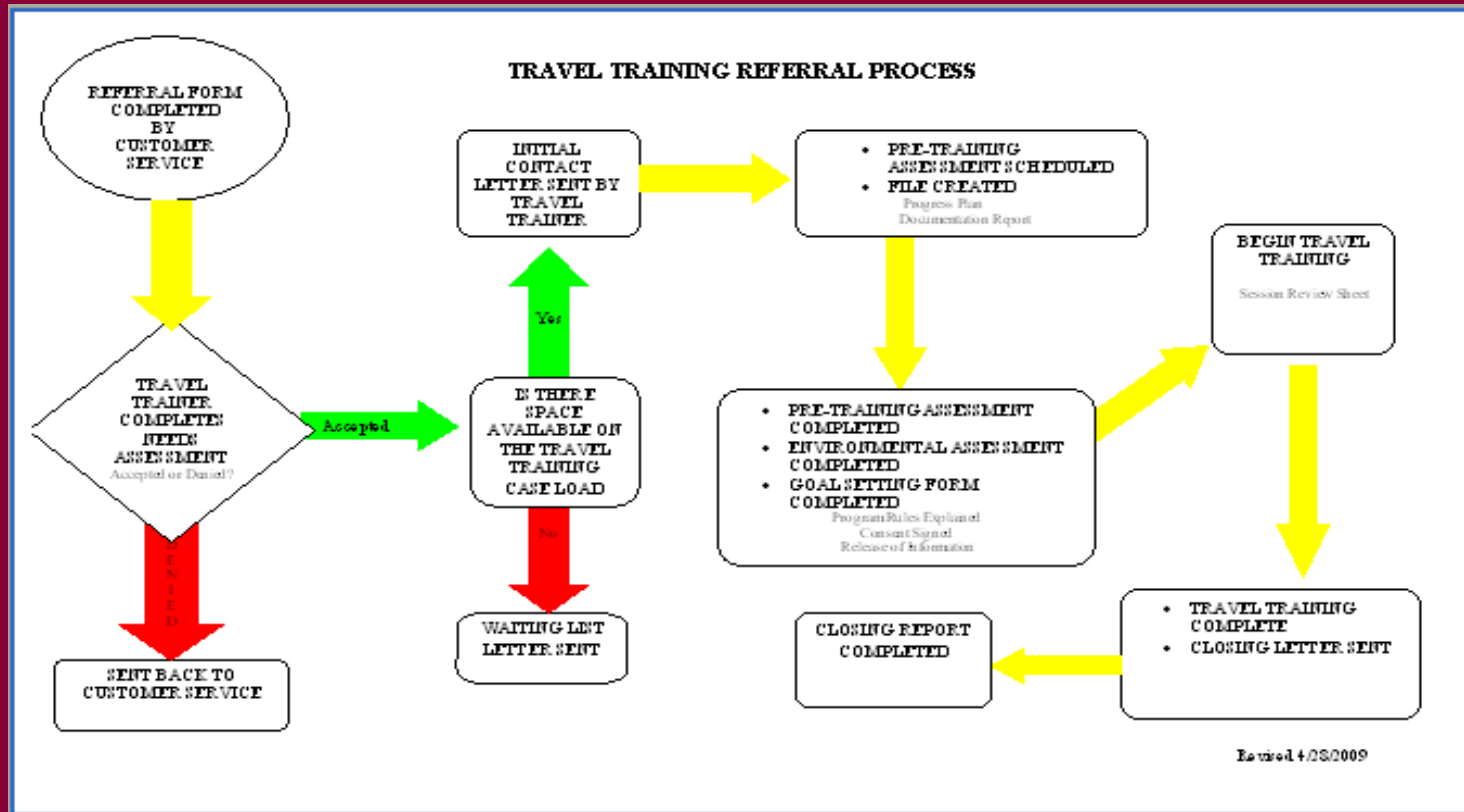 TRAVEL TRAINING REFERRAL PROCESS
REFERRAL FORM
COMPLETED
BY
CUSTOMER
SERVICE
TRAVEL
TRAINER
COMPLETES
NEEDS
ASSESSMENT
Accepted or Denied?
DENIED
SENT BACK TO
CUSTOMER SERVICE
Accepted
IS THERE
SPACE
AVAILABLE ON
THE TRAVEL
TRAINING
CASE LOAD
No
WAITING LIST
LETTER SENT
Yes
INITIAL
CONTACT
LETTER SENT BY
TRAVEL
TRAINER
• PRE-TRAINING
ASSESSMENT SCHEDULED
• FILE CREATED
Progress Plan
Documentation Report
• PRE-TRAINING ASSESSMENT
COMPLETED
• ENVIRONMENTAL ASSESSMENT
COMPLETED
• GOAL SETTING FORM
COMPLETED
Program Rules Explained
Consent Signed
Release of Information
BEGIN TRAVEL
TRAINING
Session Review Sheet
• TRAVEL TRAINING
COMPLETE
• CLOSING LETTER SENT
CLOSING REPORT
COMPLETED
Revised 4/28/2009